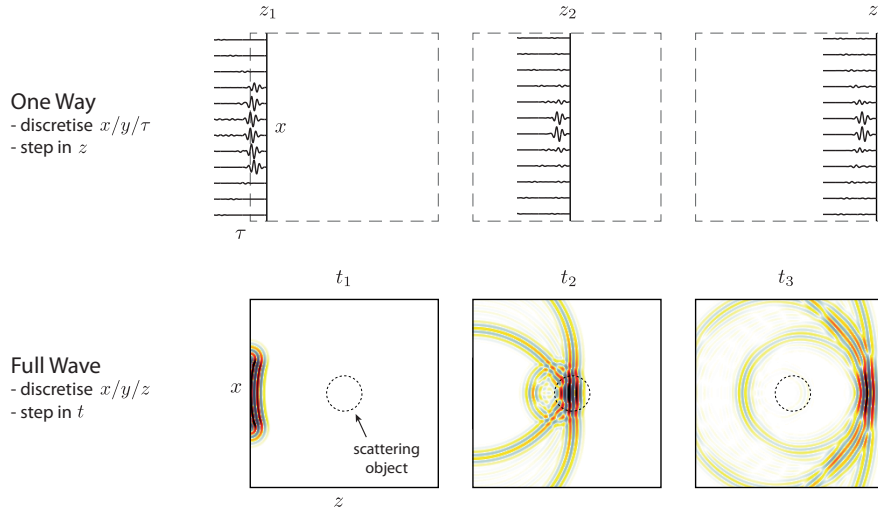 z₁
z₂
z
One Way
- discretise x/y/τ
- step in z
x
τ
t₁
t₂
t₃
Full Wave
- discretise x/y/z
- step in t
x
scattering
object
z